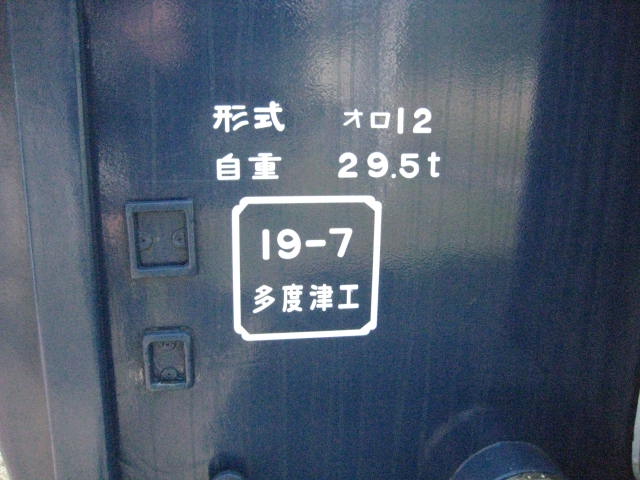 形式 オロ12
自重 29.5t
19-7
多度津工